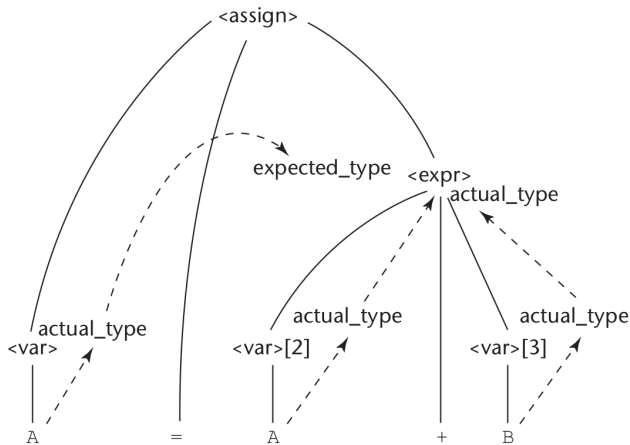 <assign>
expected_type
<expr>
actual_type
actual_type
actual_type
actual_type
<var>
<var>[2]
<var>[3]
A = A + B